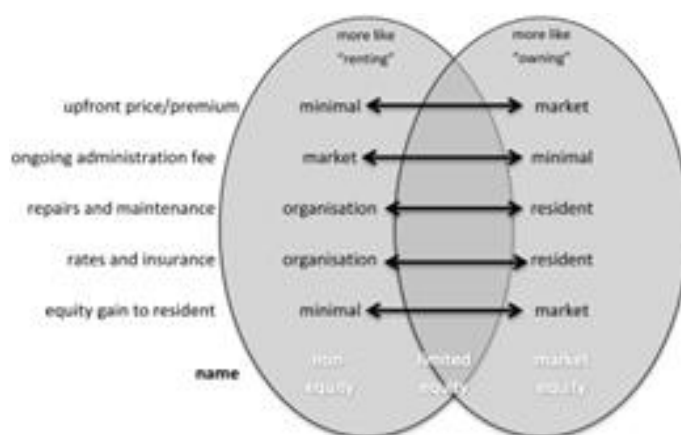 more like more like
"renting" "owning"
upfront price/premium minimal market
ongoing administration fee market minimal
repairs and maintenance organisation resident
rates and insurance organisation resident
equity gain to resident minimal market
name non limited market
equity equity equity